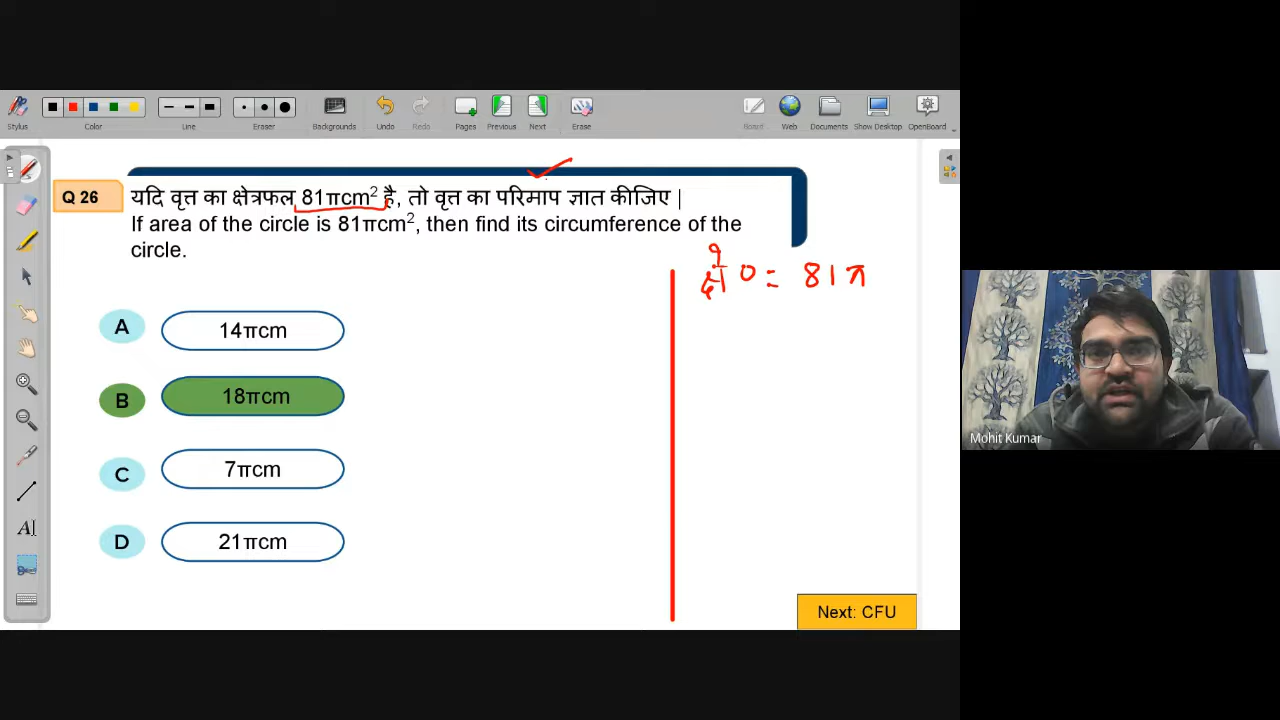 Stylus
Color
Line
Eraser
Backgrounds
Undo
Redo
Pages
Previous
Next
Erase
Board
Web
Documents
Show Desktop
OpenBoard
Q 26
यदि वृत्त का क्षेत्रफल 81πcm² है, तो वृत्त का परिमाप ज्ञात कीजिए |
If area of the circle is 81πcm², then find its circumference of the
circle.
क्षे0 = 81π
A 14πcm
B 18πcm
C 7πcm
D 21πcm
Next: CFU
Mohit Kumar